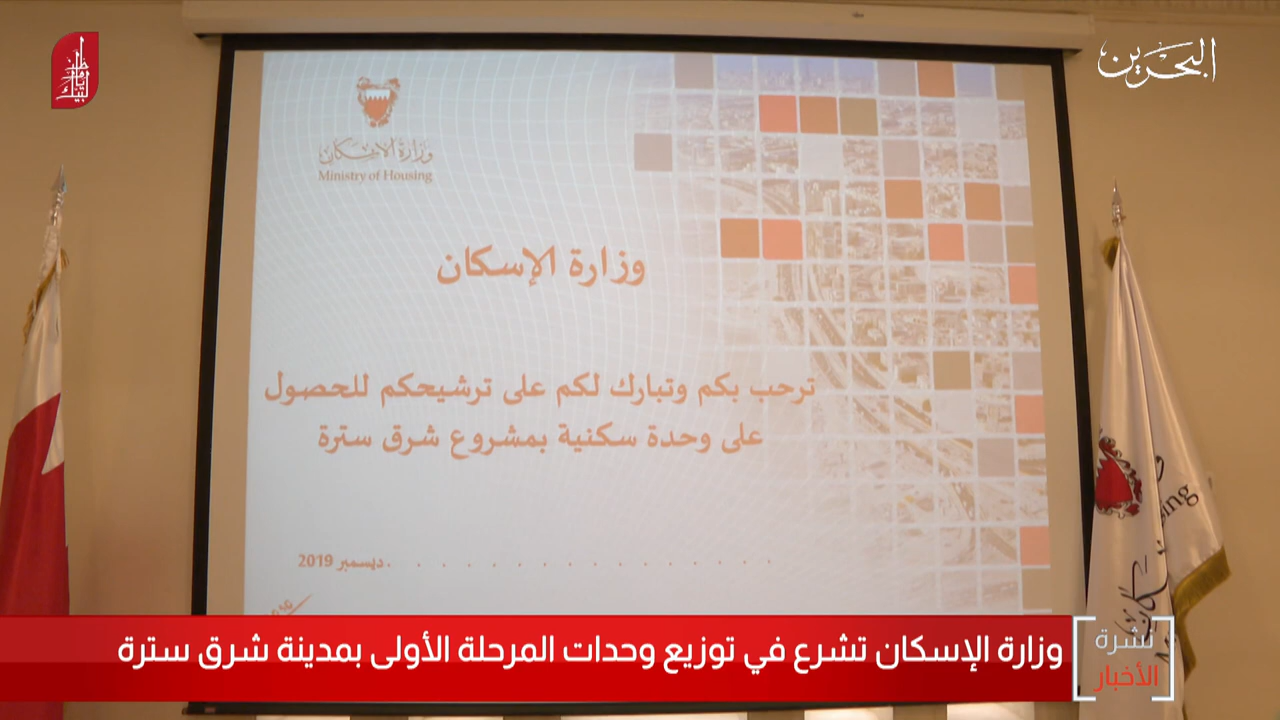 البحرين
وزارة الإسكان
Ministry of Housing
وزارة الإسكان
ترحب بكم وتبارك لكم على ترشيحكم للحصول
على وحدة سكنية بمشروع شرق سترة
ديسمبر 2019
نشرة
الأخبار
وزارة الإسكان تشرع في توزيع وحدات المرحلة الأولى بمدينة شرق سترة